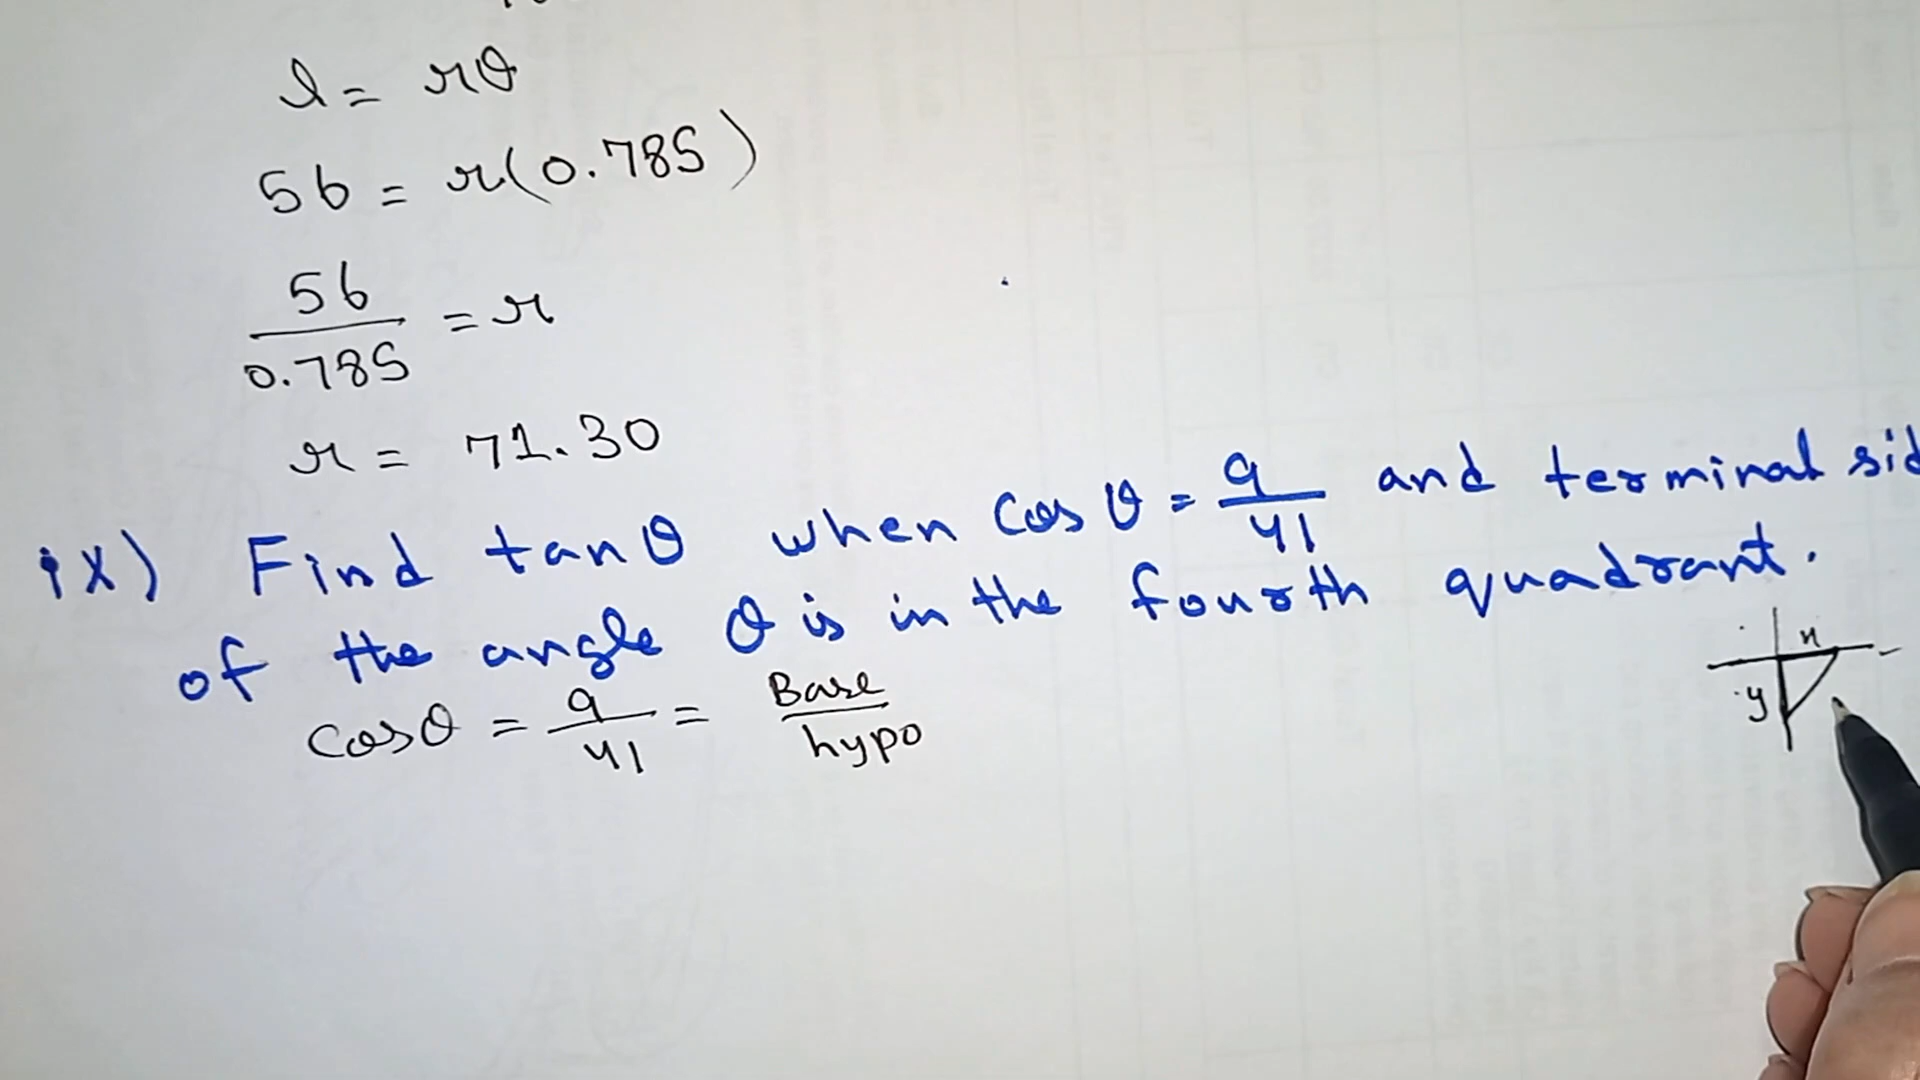 l = rθ
56 = r(0.785)
56/0.785 = r
r = 71.30
ix) Find tanθ when cosθ = 9/41 and terminal sid
of the angle θ is in the fourth quadrant.
cosθ = 9/41 = Base/hypo
x
y